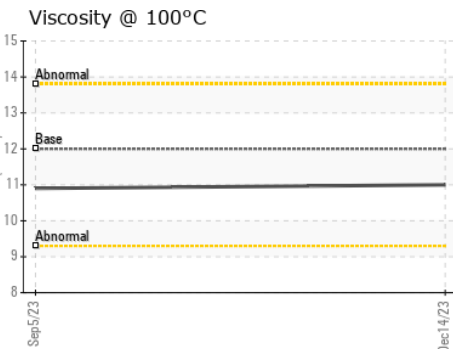 Viscosity @ 100°C
15
14
13
12
11
10
9
8
Abnormal
Base
Abnormal
Sep5/23
Dec14/23